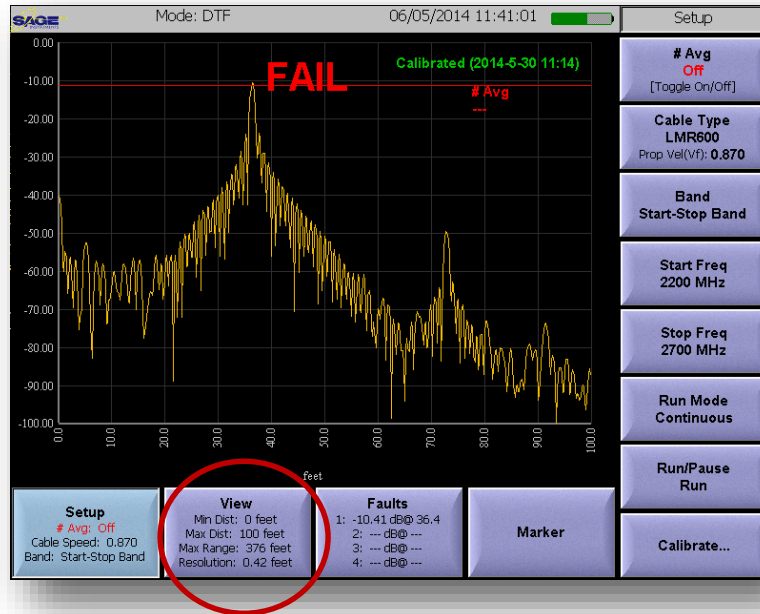 SAGE
INSTRUMENTS
Mode: DTF
06/05/2014 11:41:01
Setup
0.00
-10.00
-20.00
-30.00
-40.00
-50.00
-60.00
-70.00
-80.00
-90.00
-100.00
FAIL
Calibrated (2014-5-30 11:14)
# Avg
---
0.0
10.0
20.0
30.0
40.0
50.0
60.0
70.0
80.0
90.0
100.0
feet
# Avg
Off
[Toggle On/Off]
Cable Type
LMR600
Prop Vel(Vf): 0.870
Band
Start-Stop Band
Start Freq
2200 MHz
Stop Freq
2700 MHz
Run Mode
Continuous
Run/Pause
Run
Calibrate...
Setup
# Avg: Off
Cable Speed: 0.870
Band: Start-Stop Band
View
Min Dist: 0 feet
Max Dist: 100 feet
Max Range: 376 feet
Resolution: 0.42 feet
Faults
1: -10.41 dB@ 36.4
2: --- dB@ ---
3: --- dB@ ---
4: --- dB@ ---
Marker